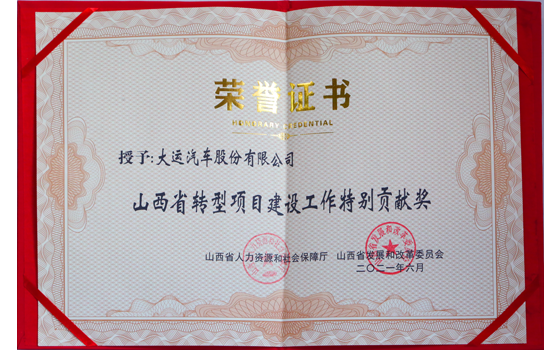 荣誉证书
HONORARY CREDENTIAL
授予:大运汽车股份有限公司
山西省转型项目建设工作特别贡献奖
山西省人力资源和社会保障厅 山西省发展和改革委员会
二〇二一年六月